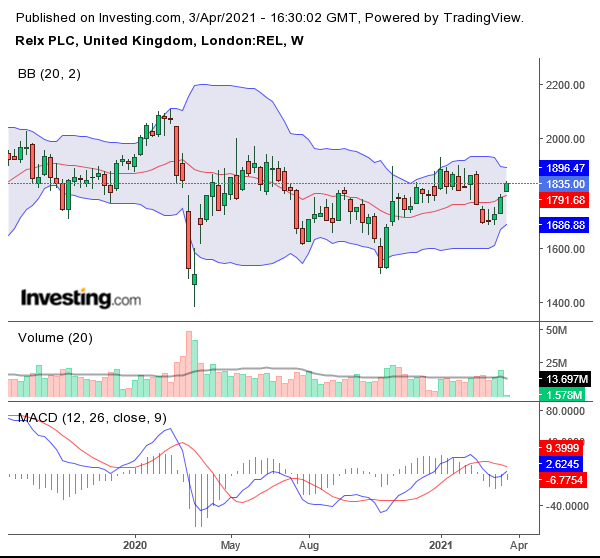 Published on Investing.com, 3/Apr/2021 - 16:30:02 GMT, Powered by TradingView.
Relx PLC, United Kingdom, London:REL, W
BB (20, 2)
2200.00
2000.00
1896.47
1835.00
1791.68
1686.88
1600.00
1400.00
Investing.com
Volume (20)
50M
25M
13.697M
1.578M
MACD (12, 26, close, 9)
80.0000
9.3999
2.6245
-6.7754
-40.0000
2020
May
Aug
2021
Apr